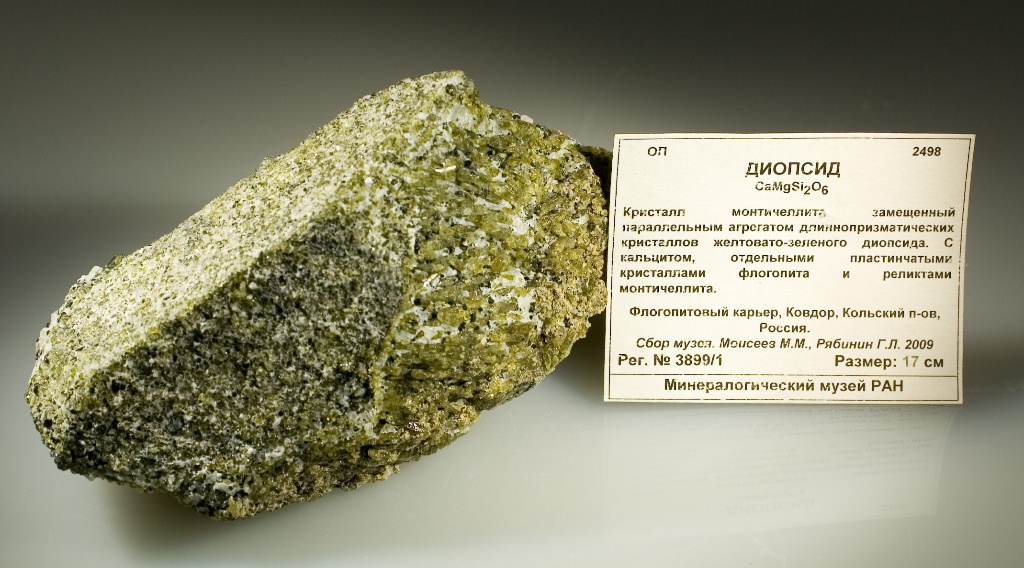 ОП 2498
ДИОПСИД
CaMgSi₂O₆
Кристалл монтичеллита замещенный
параллельным агрегатом длиннопризматических
кристаллов желтовато-зеленого диопсида. С
кальцитом, отдельными пластинчатыми
кристаллами флогопита и реликтами
монтичеллита.
Флогопитовый карьер, Ковдор, Кольский п-ов,
Россия.
Сбор музея. Моисеев М.М., Рябинин Г.Л. 2009
Рег. № 3899/1 Размер: 17 см
Минералогический музей РАН